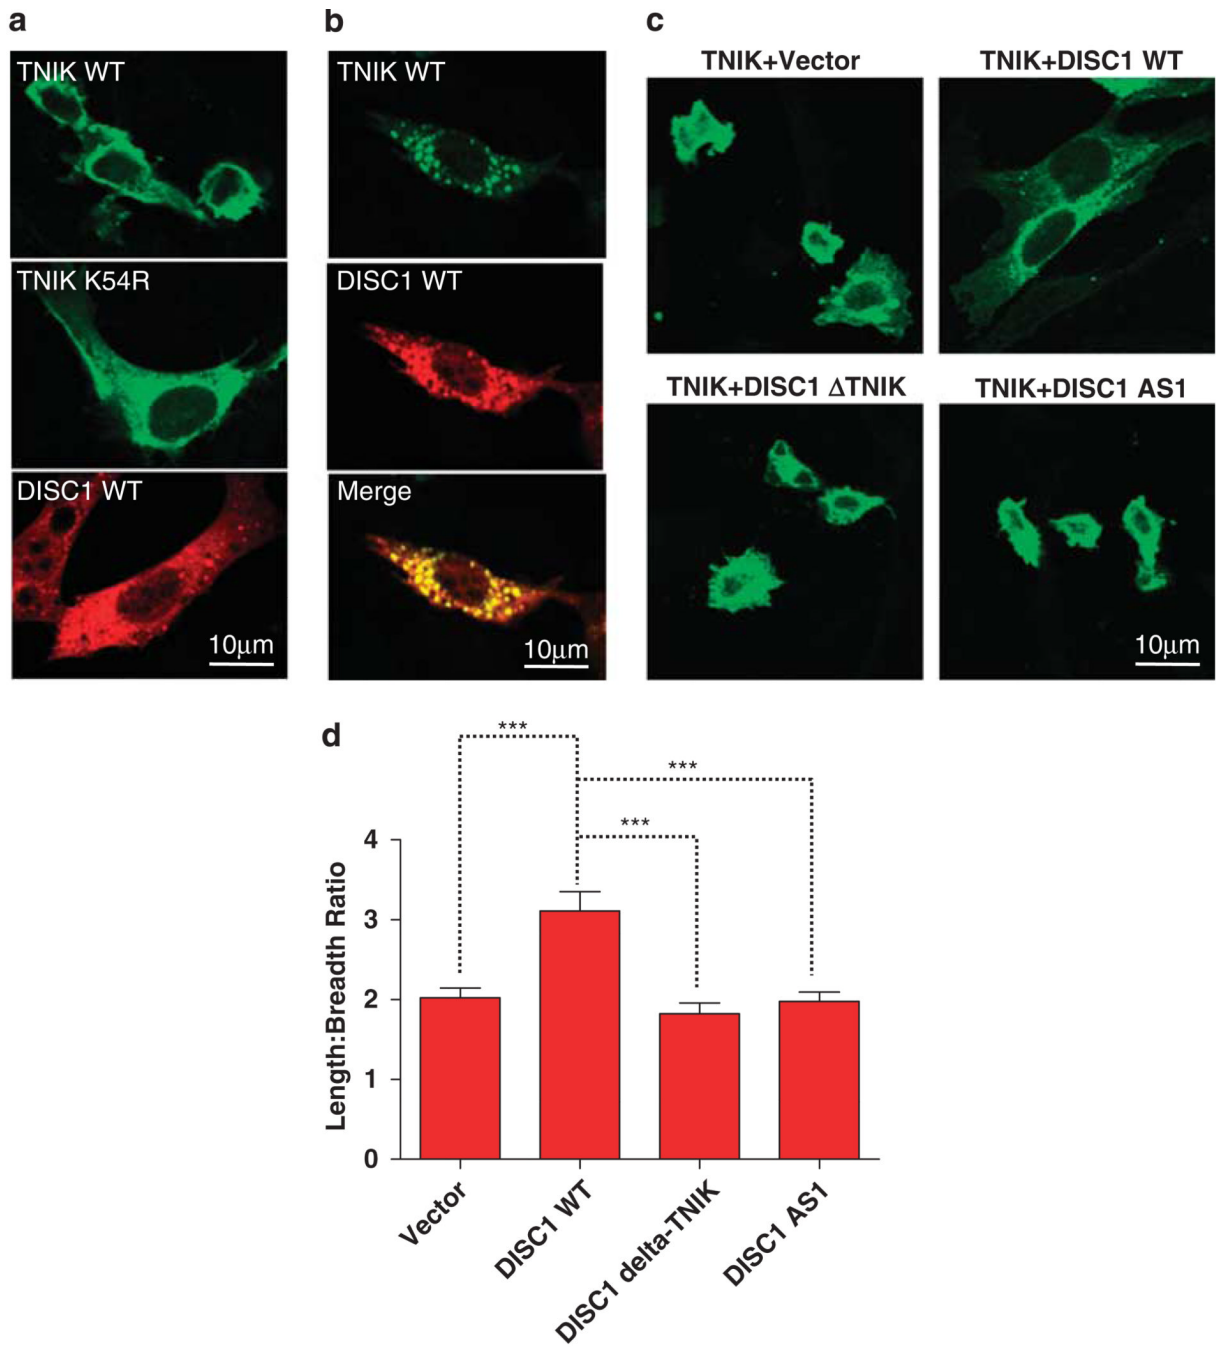 a
TNIK WT
TNIK K54R
DISC1 WT
10μm
b
TNIK WT
DISC1 WT
Merge
10μm
c
TNIK+Vector
TNIK+DISC1 WT
TNIK+DISC1 ΔTNIK
TNIK+DISC1 AS1
10μm
d
***
***
***
Length:Breadth Ratio
4
3
2
1
0
Vector
DISC1 WT
DISC1 delta-TNIK
DISC1 AS1